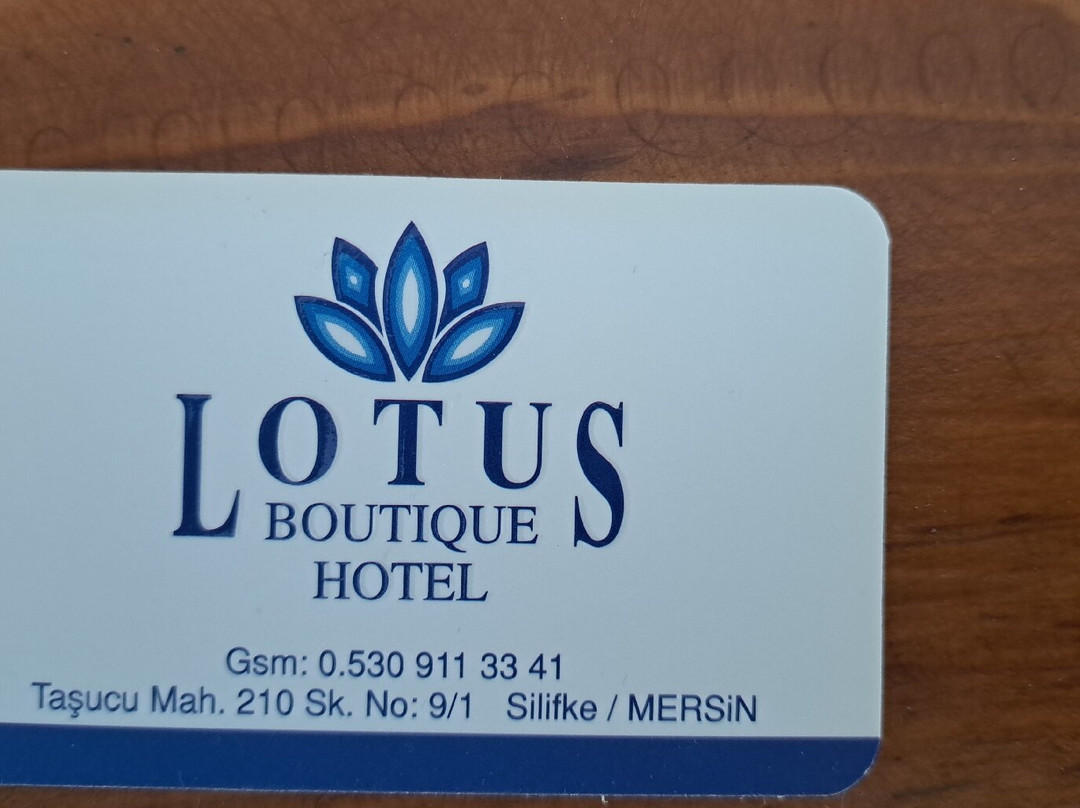 LOTUS
BOUTIQUE
HOTEL
Gsm: 0.530 911 33 41
Taşucu Mah. 210 Sk. No: 9/1 Silifke / MERSiN